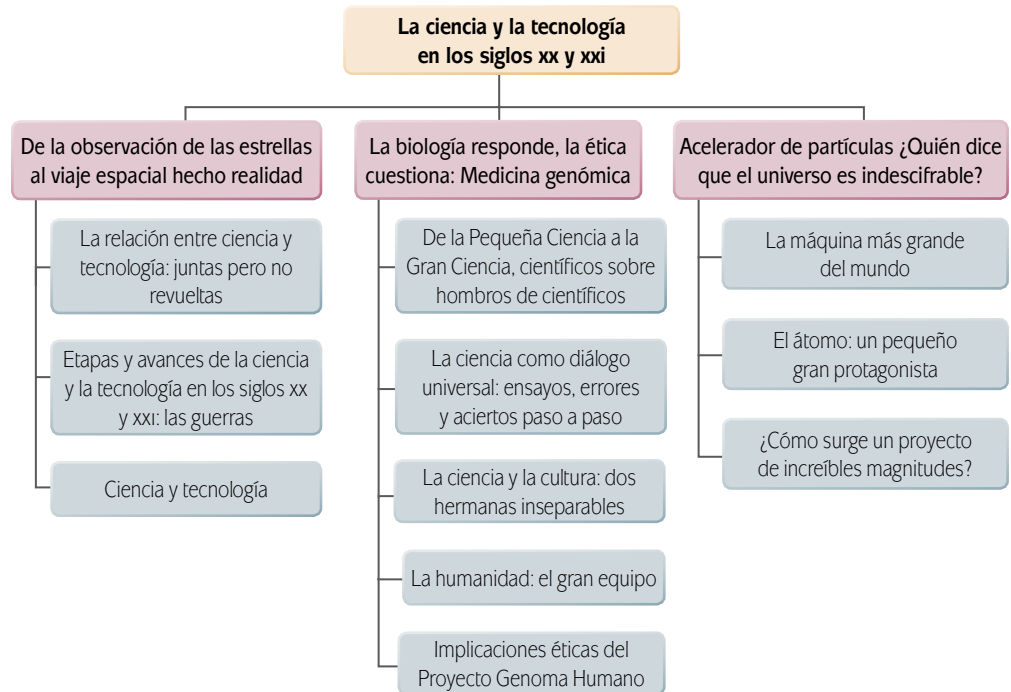 La ciencia y la tecnología
en los siglos XX y XXI
De la observación de las estrellas
al viaje espacial hecho realidad
La relación entre ciencia y
tecnología: juntas pero no
revueltas
Etapas y avances de la ciencia
y la tecnología en los siglos XX
y XXI: las guerras
Ciencia y tecnología
La biología responde, la ética
cuestiona: Medicina genómica
De la Pequeña Ciencia a la
Gran Ciencia, científicos sobre
hombros de científicos
La ciencia como diálogo
universal: ensayos, errores
y aciertos paso a paso
La ciencia y la cultura: dos
hermanas inseparables
La humanidad: el gran equipo
Implicaciones éticas del
Proyecto Genoma Humano
Acelerador de partículas ¿Quién dice
que el universo es indescifrable?
La máquina más grande
del mundo
El átomo: un pequeño
gran protagonista
¿Cómo surge un proyecto
de increíbles magnitudes?